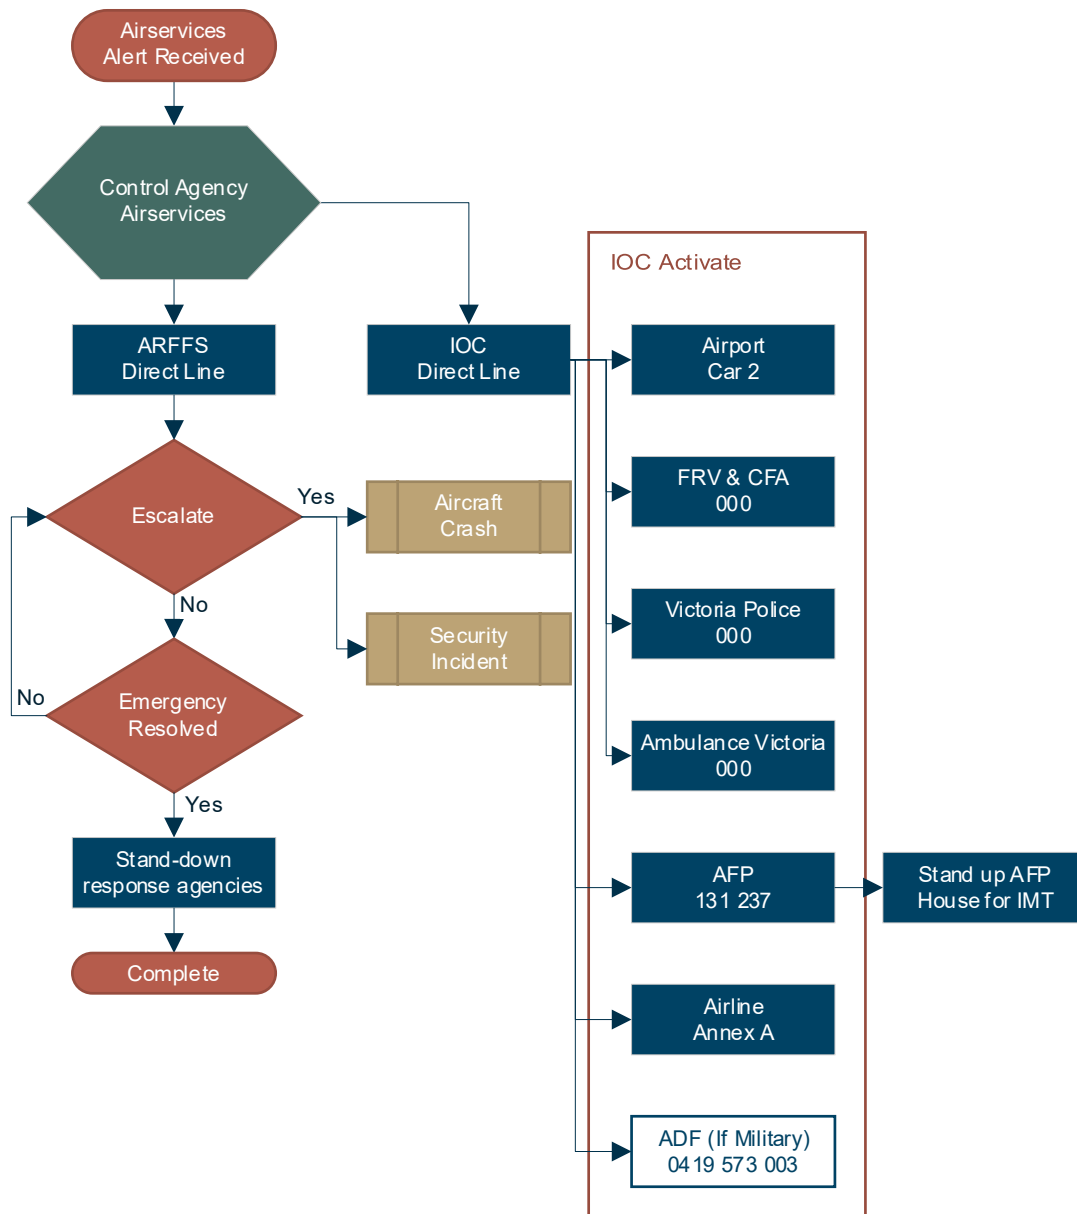 Airservices
Alert Received
Control Agency
Airservices
IOC Activate
ARFFS
Direct Line
IOC
Direct Line
Airport
Car 2
Escalate
Yes
Aircraft
Crash
FRV & CFA
000
No
Security
Incident
Victoria Police
000
No
Emergency
Resolved
Ambulance Victoria
000
Yes
Stand-down
response agencies
AFP
131 237
Stand up AFP
House for IMT
Complete
Airline
Annex A
ADF (If Military)
0419 573 003